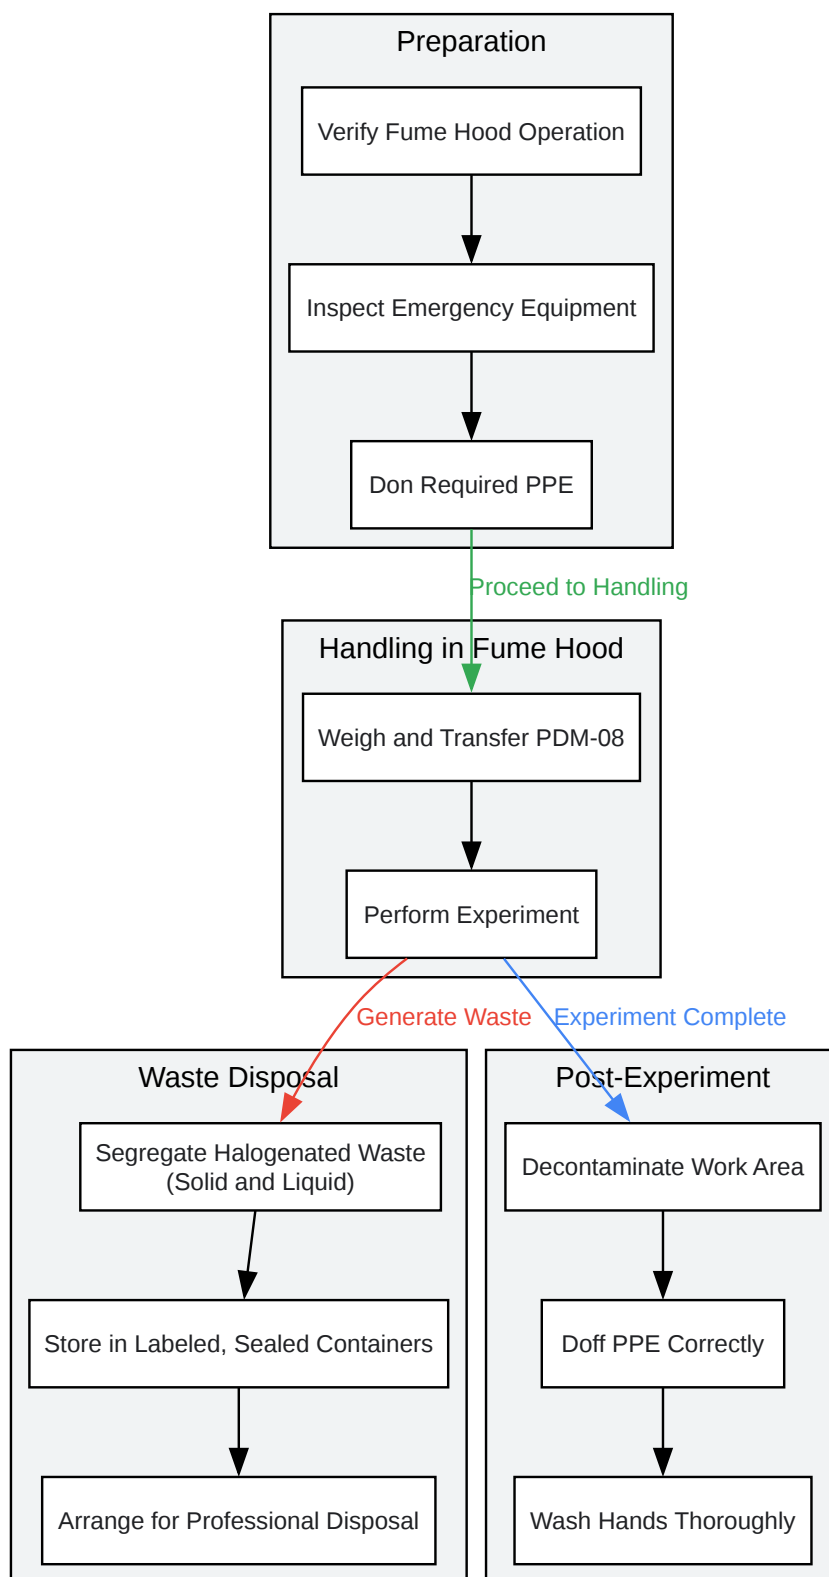 Preparation
Verify Fume Hood Operation
Inspect Emergency Equipment
Don Required PPE
Proceed to Handling
Handling in Fume Hood
Weigh and Transfer PDM-08
Perform Experiment
Generate Waste
Experiment Complete
Waste Disposal
Segregate Halogenated Waste
(Solid and Liquid)
Store in Labeled, Sealed Containers
Arrange for Professional Disposal
Post-Experiment
Decontaminate Work Area
Doff PPE Correctly
Wash Hands Thoroughly